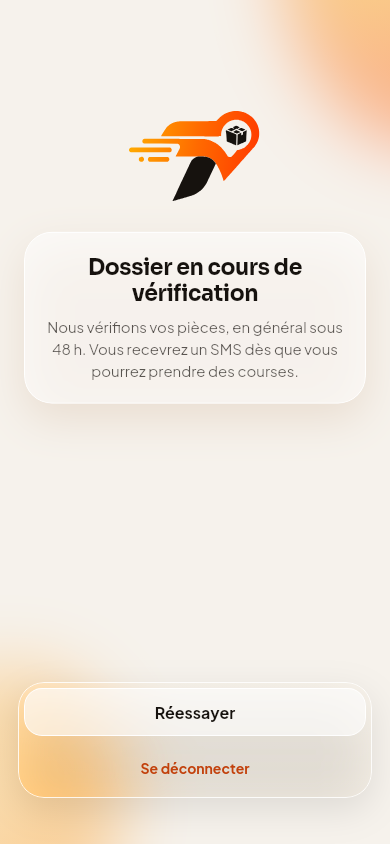 Dossier en cours de
vérification
Nous vérifions vos pièces, en général sous
48 h. Vous recevrez un SMS dès que vous
pourrez prendre des courses.
Réessayer
Se déconnecter